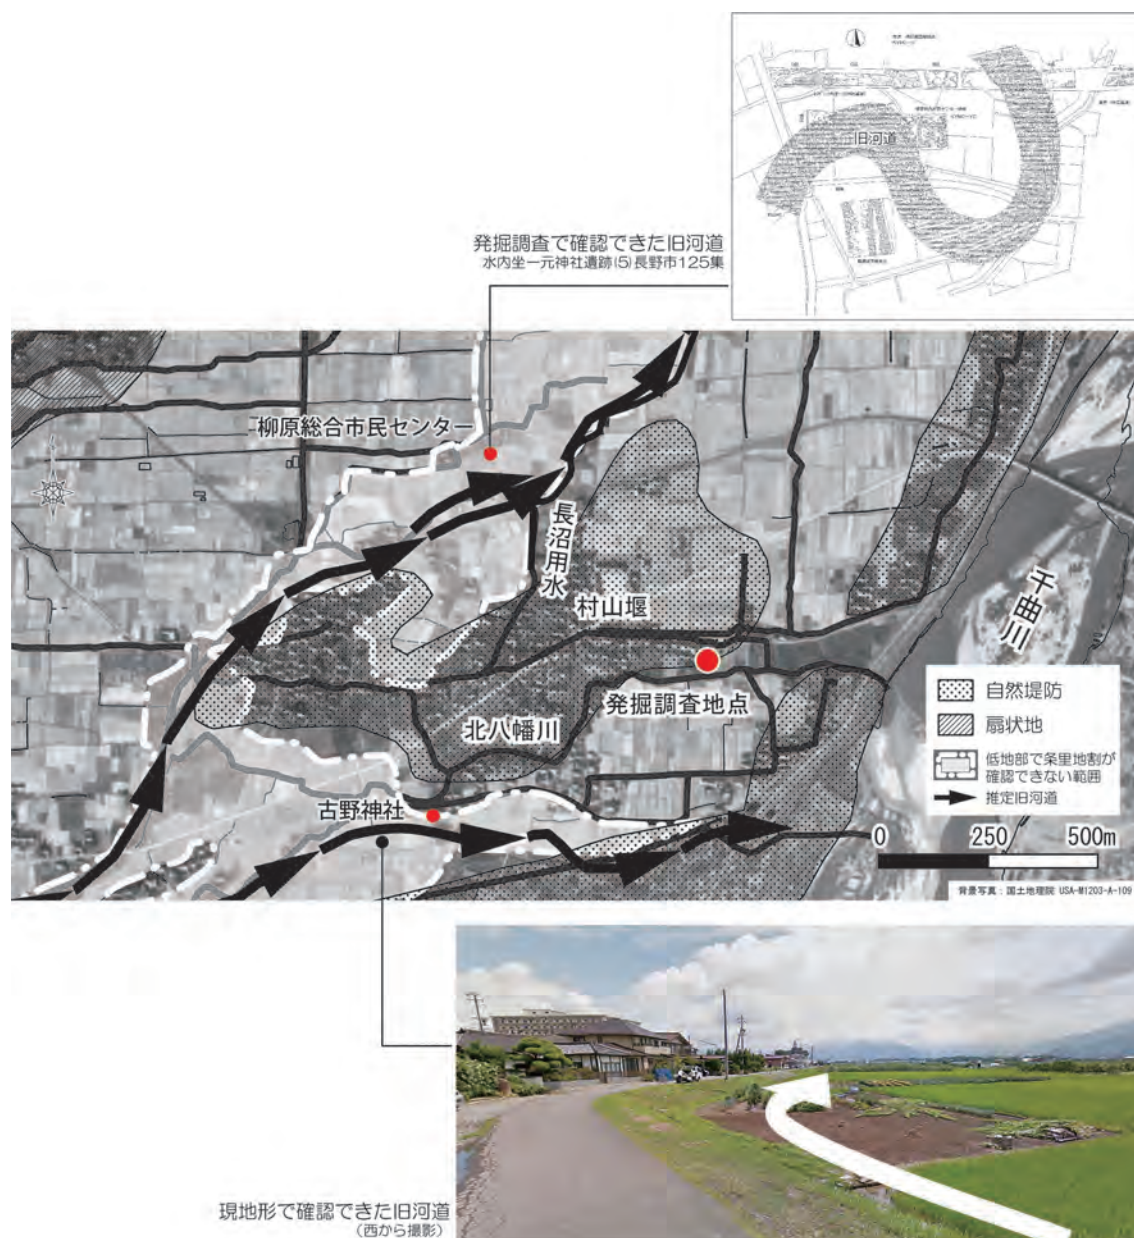 旧河道
発掘調査で確認できた旧河道
水内坐一元神社遺跡(5)長野市125集
柳原総合市民センター
長沼用水
村山堰
千曲川
発掘調査地点
北八幡川
古野神社
自然堤防
扇状地
低地部で条里地割が
確認できない範囲
推定旧河道
0 250 500m
背景写真:国土地理院 USA-M1203-A-109
現地形で確認できた旧河道
(西から撮影)